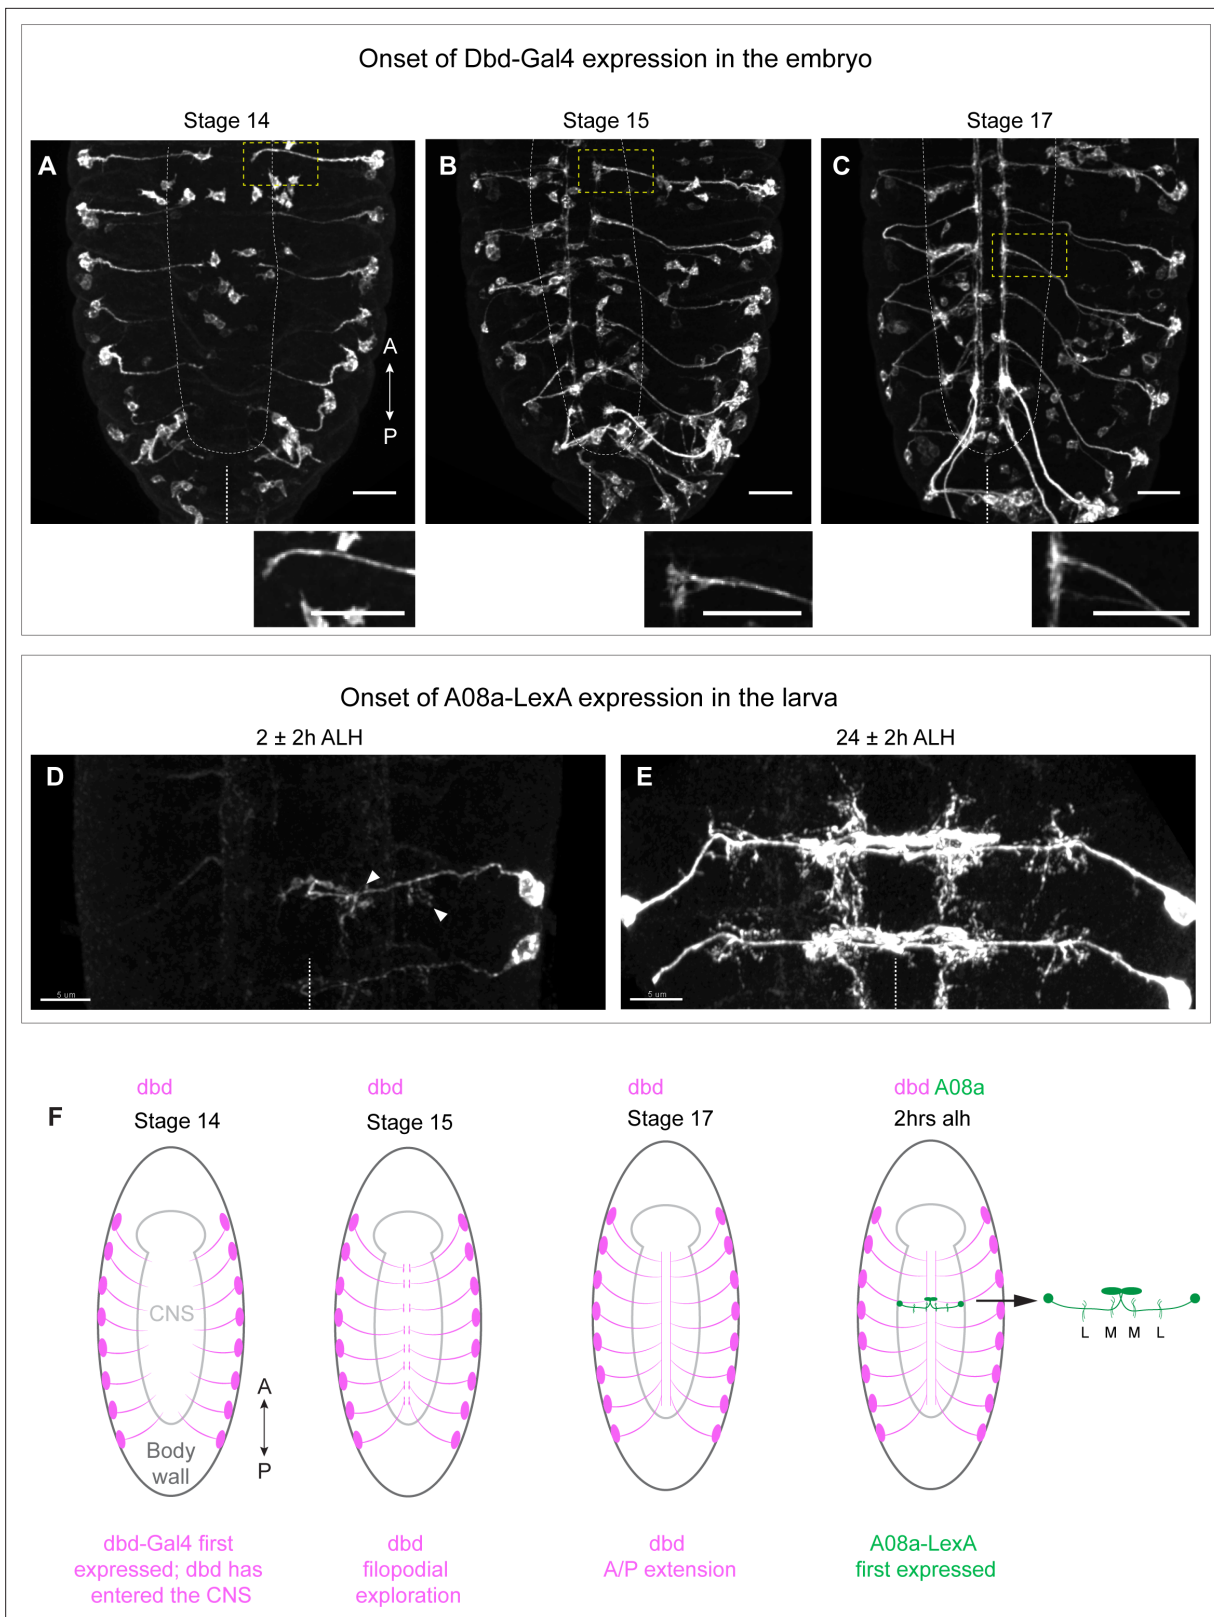 Onset of Dbd-Gal4 expression in the embryo
Stage 14
Stage 15
Stage 17
A
B
C
A
P
Onset of A08a-LexA expression in the larva
2 ± 2h ALH
24 ± 2h ALH
D
E
5 um
5 um
F
dbd
Stage 14
dbd
Stage 15
dbd
Stage 17
dbd A08a
2hrs alh
CNS
L M M L
A
P
Body
wall
dbd-Gal4 first
expressed; dbd has
entered the CNS
dbd
filopodial
exploration
dbd
A/P extension
A08a-LexA
first expressed